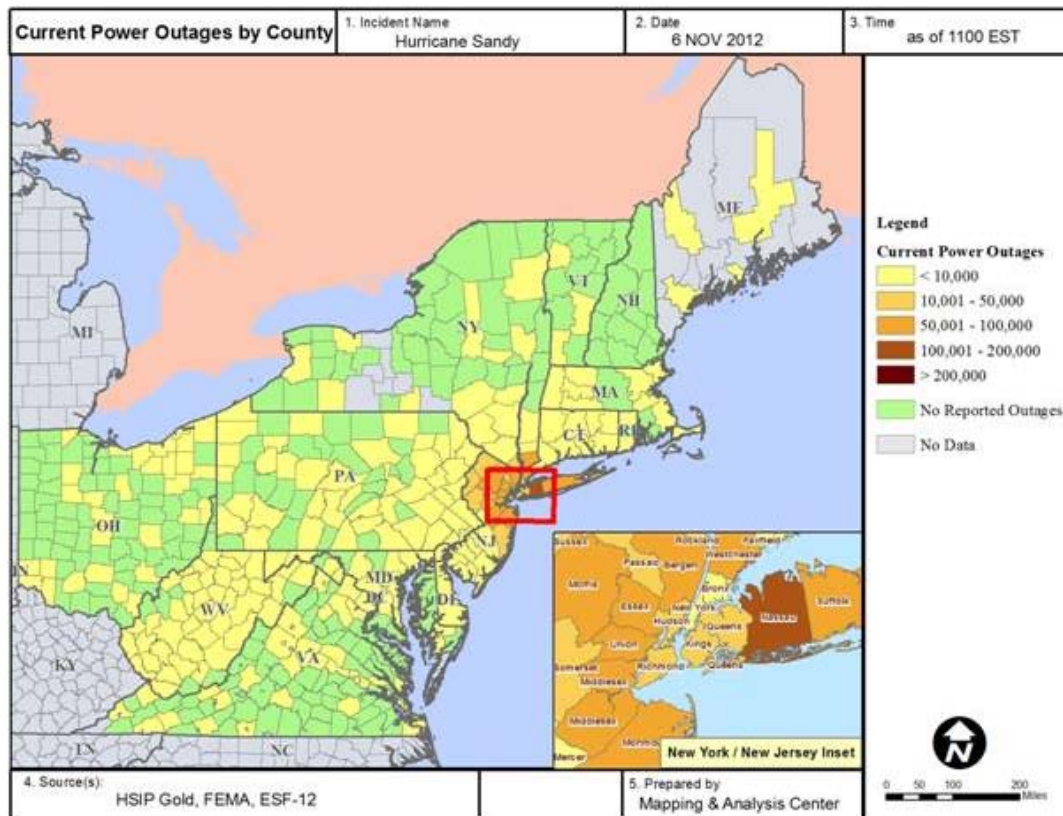 Current Power Outages by County
1. Incident Name
Hurricane Sandy
2. Date
6 NOV 2012
3. Time
as of 1100 EST
ME
VT
NH
NY
MI
MA
CT
RI
PA
OH
NJ
MD
DC
DE
WV
VA
KY
NC
Legend
Current Power Outages
< 10,000
10,001 - 50,000
50,001 - 100,000
100,001 - 200,000
> 200,000
No Reported Outages
No Data
Sussex
Rockland
Fairfield
Westchester
Passaic
Bergen
Morris
Bronx
Essex
New York
Nassau
Suffolk
Hudson
Queens
Union
Kings
Richmond
Queens
Somerset
Middlesex
Middlesex
Mercer
New York / New Jersey Inset
N
0 50 100 200
Miles
4. Source(s):
HSIP Gold, FEMA, ESF-12
5. Prepared by
Mapping & Analysis Center